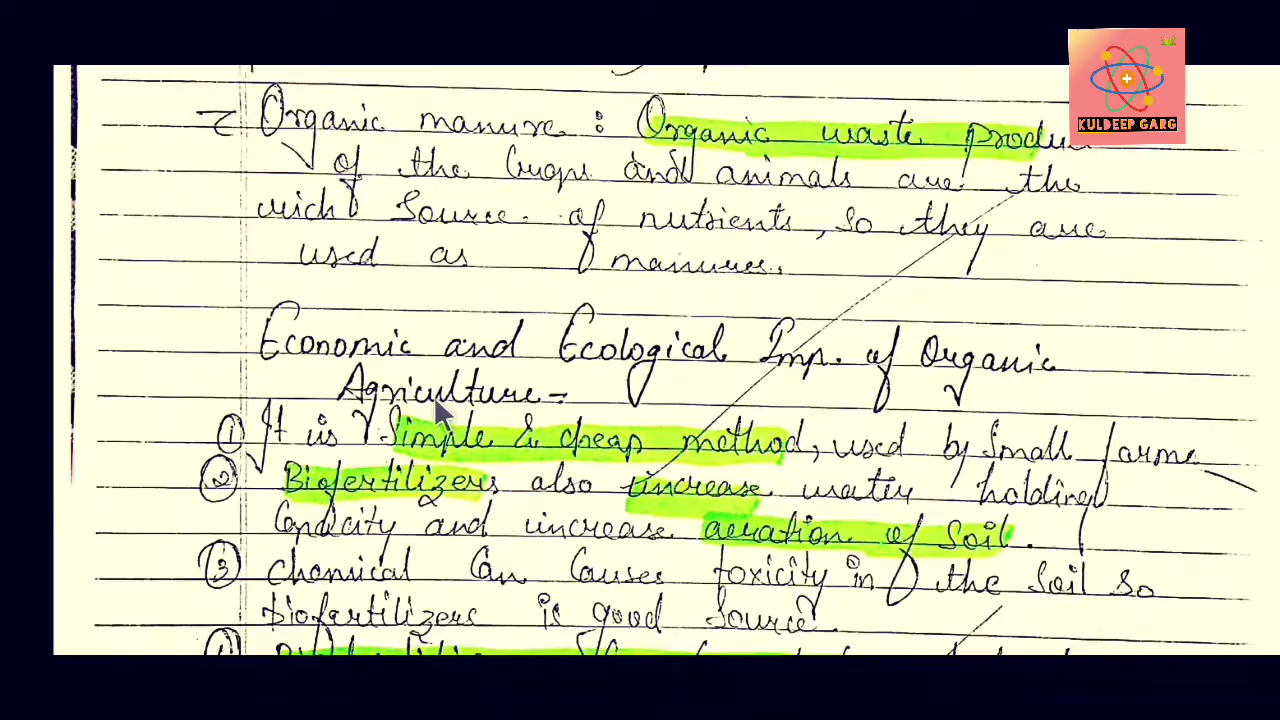 Organic manure : Organic waste produc
of the Crops and animals are the
rich source of nutrients, so they are
used as manures.
Economic and Ecological Imp. of Organic
Agriculture -
① It is simple & cheap method, used by small farme
② Biofertilizers also increase water holding
Capacity and increase aeration of soil.
③ chemical Can Causes toxicity in the soil so
biofertilizers is good source.
KULDEEP GARG